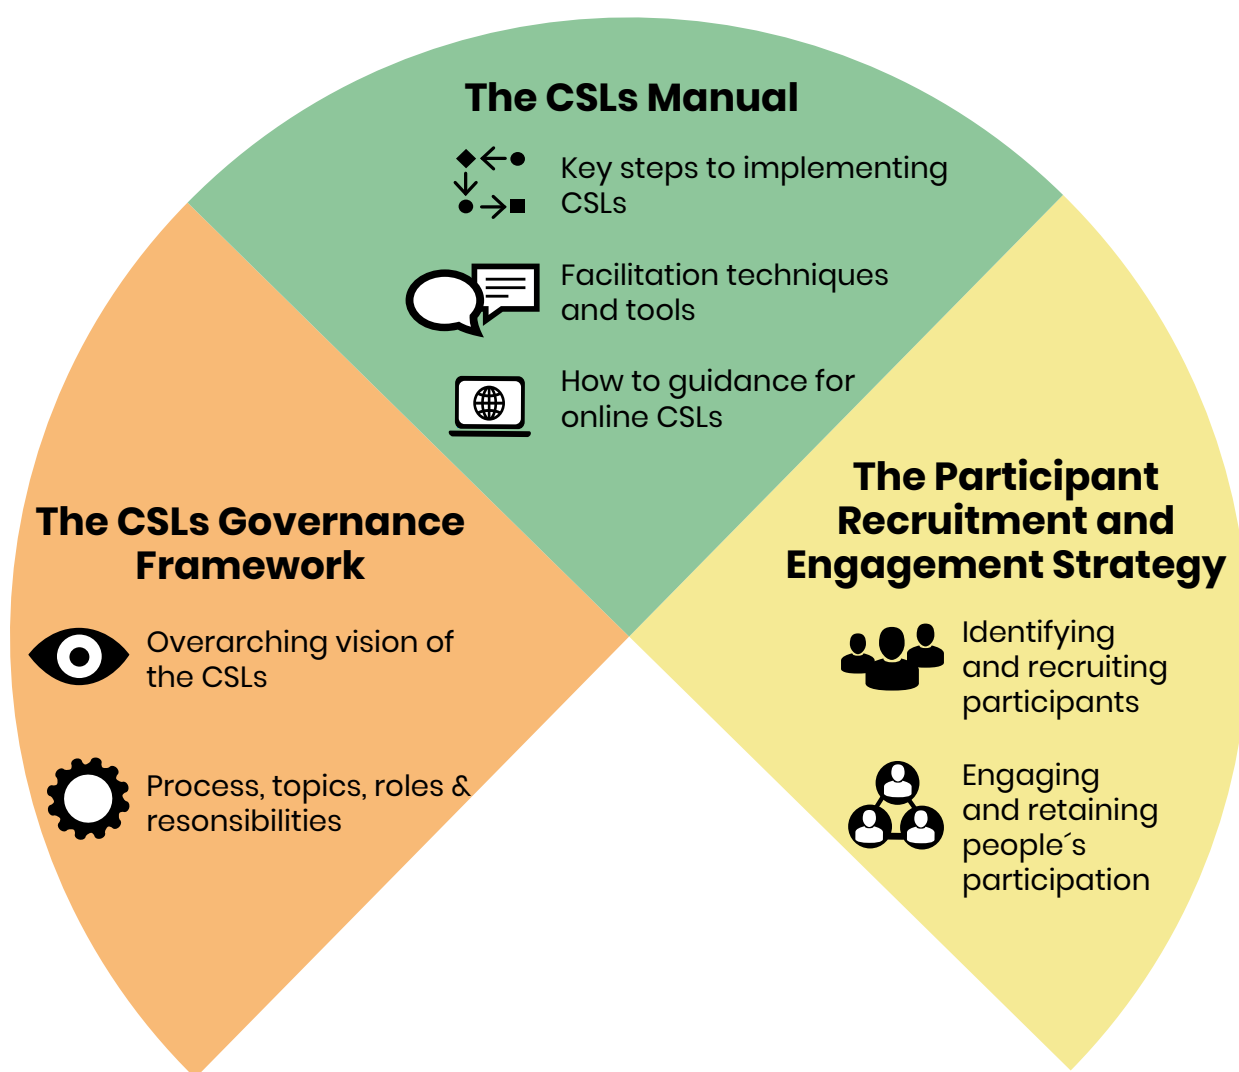 The CSLs Manual
Key steps to implementing
CSLs
Facilitation techniques
and tools
How to guidance for
online CSLs
The CSLs Governance
Framework
Overarching vision of
the CSLs
Process, topics, roles &
resonsibilities
The Participant
Recruitment and
Engagement Strategy
Identifying
and recruiting
participants
Engaging
and retaining
people´s
participation